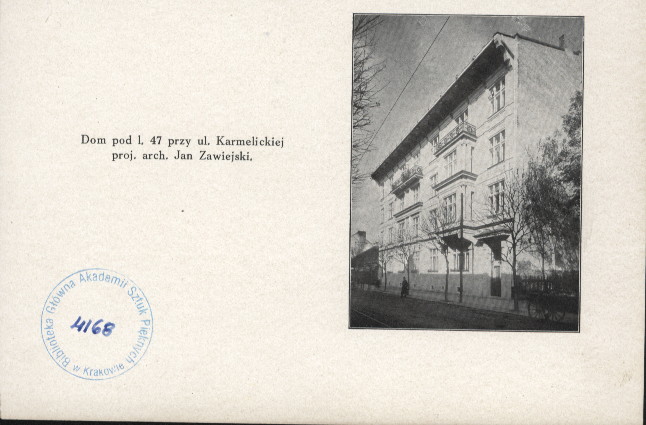 Dom pod l. 47 przy ul. Karmelickiej
proj. arch. Jan Zawiejski.
Biblioteka Główna Akademii Sztuk Pięknych
w Krakowie
4168